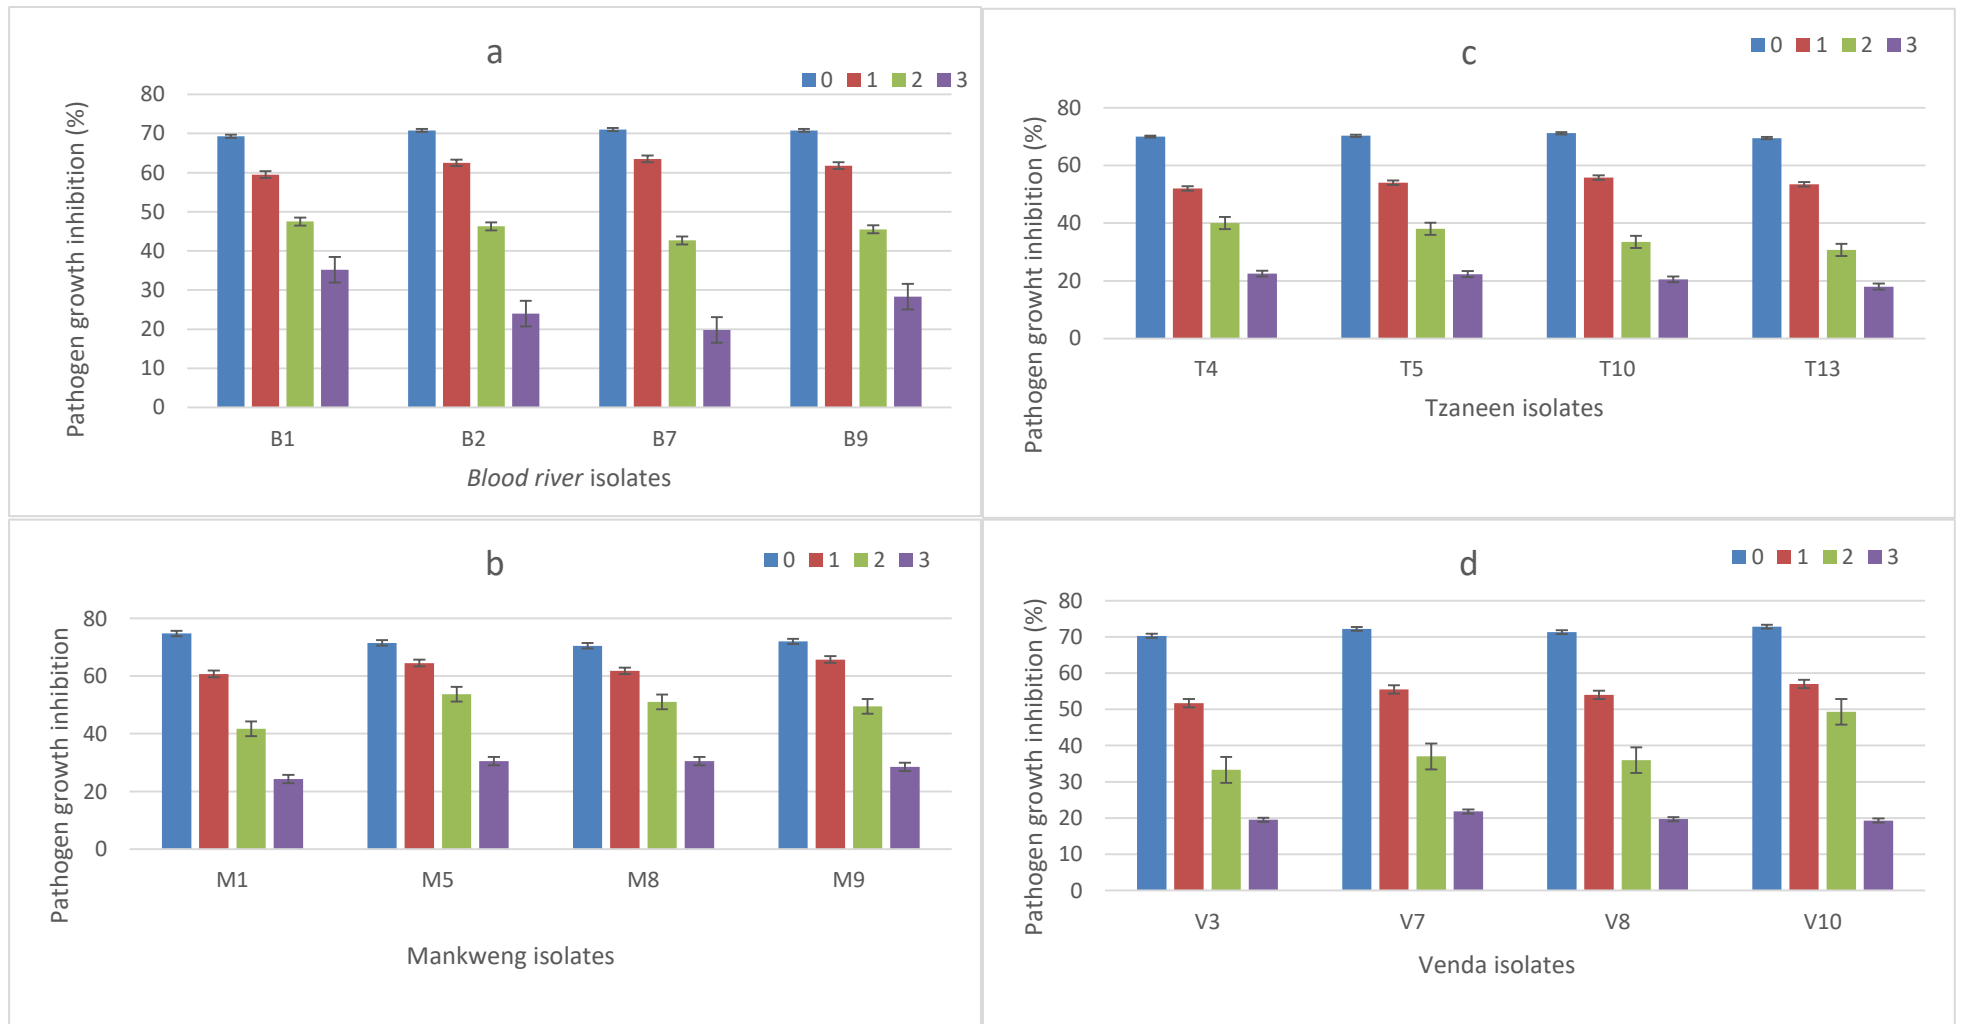 a
0 1 2 3
Pathogen growth inhibition (%)
80
70
60
50
40
30
20
10
0
B1 B2 B7 B9
Blood river isolates
c
0 1 2 3
Pathogen growht inhibition (%)
80
60
40
20
0
T4 T5 T10 T13
Tzaneen isolates
b
0 1 2 3
Pathogen growth inhibition
80
60
40
20
0
M1 M5 M8 M9
Mankweng isolates
d
0 1 2 3
Pathogen growth inhibition (%)
80
70
60
50
40
30
20
10
0
V3 V7 V8 V10
Venda isolates